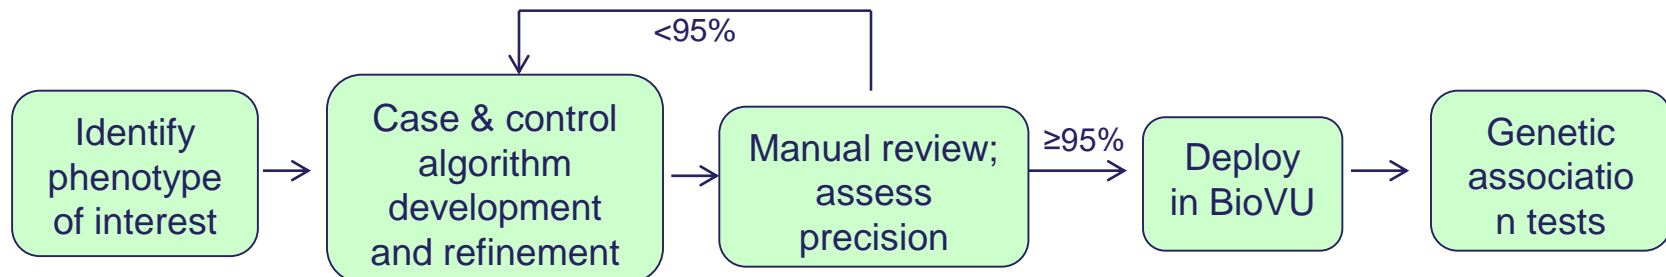 <95%
Identify
phenotype
of interest
Case & control
algorithm
development
and refinement
Manual review;
assess
precision
≥95%
Deploy
in BioVU
Genetic
associatio
n tests